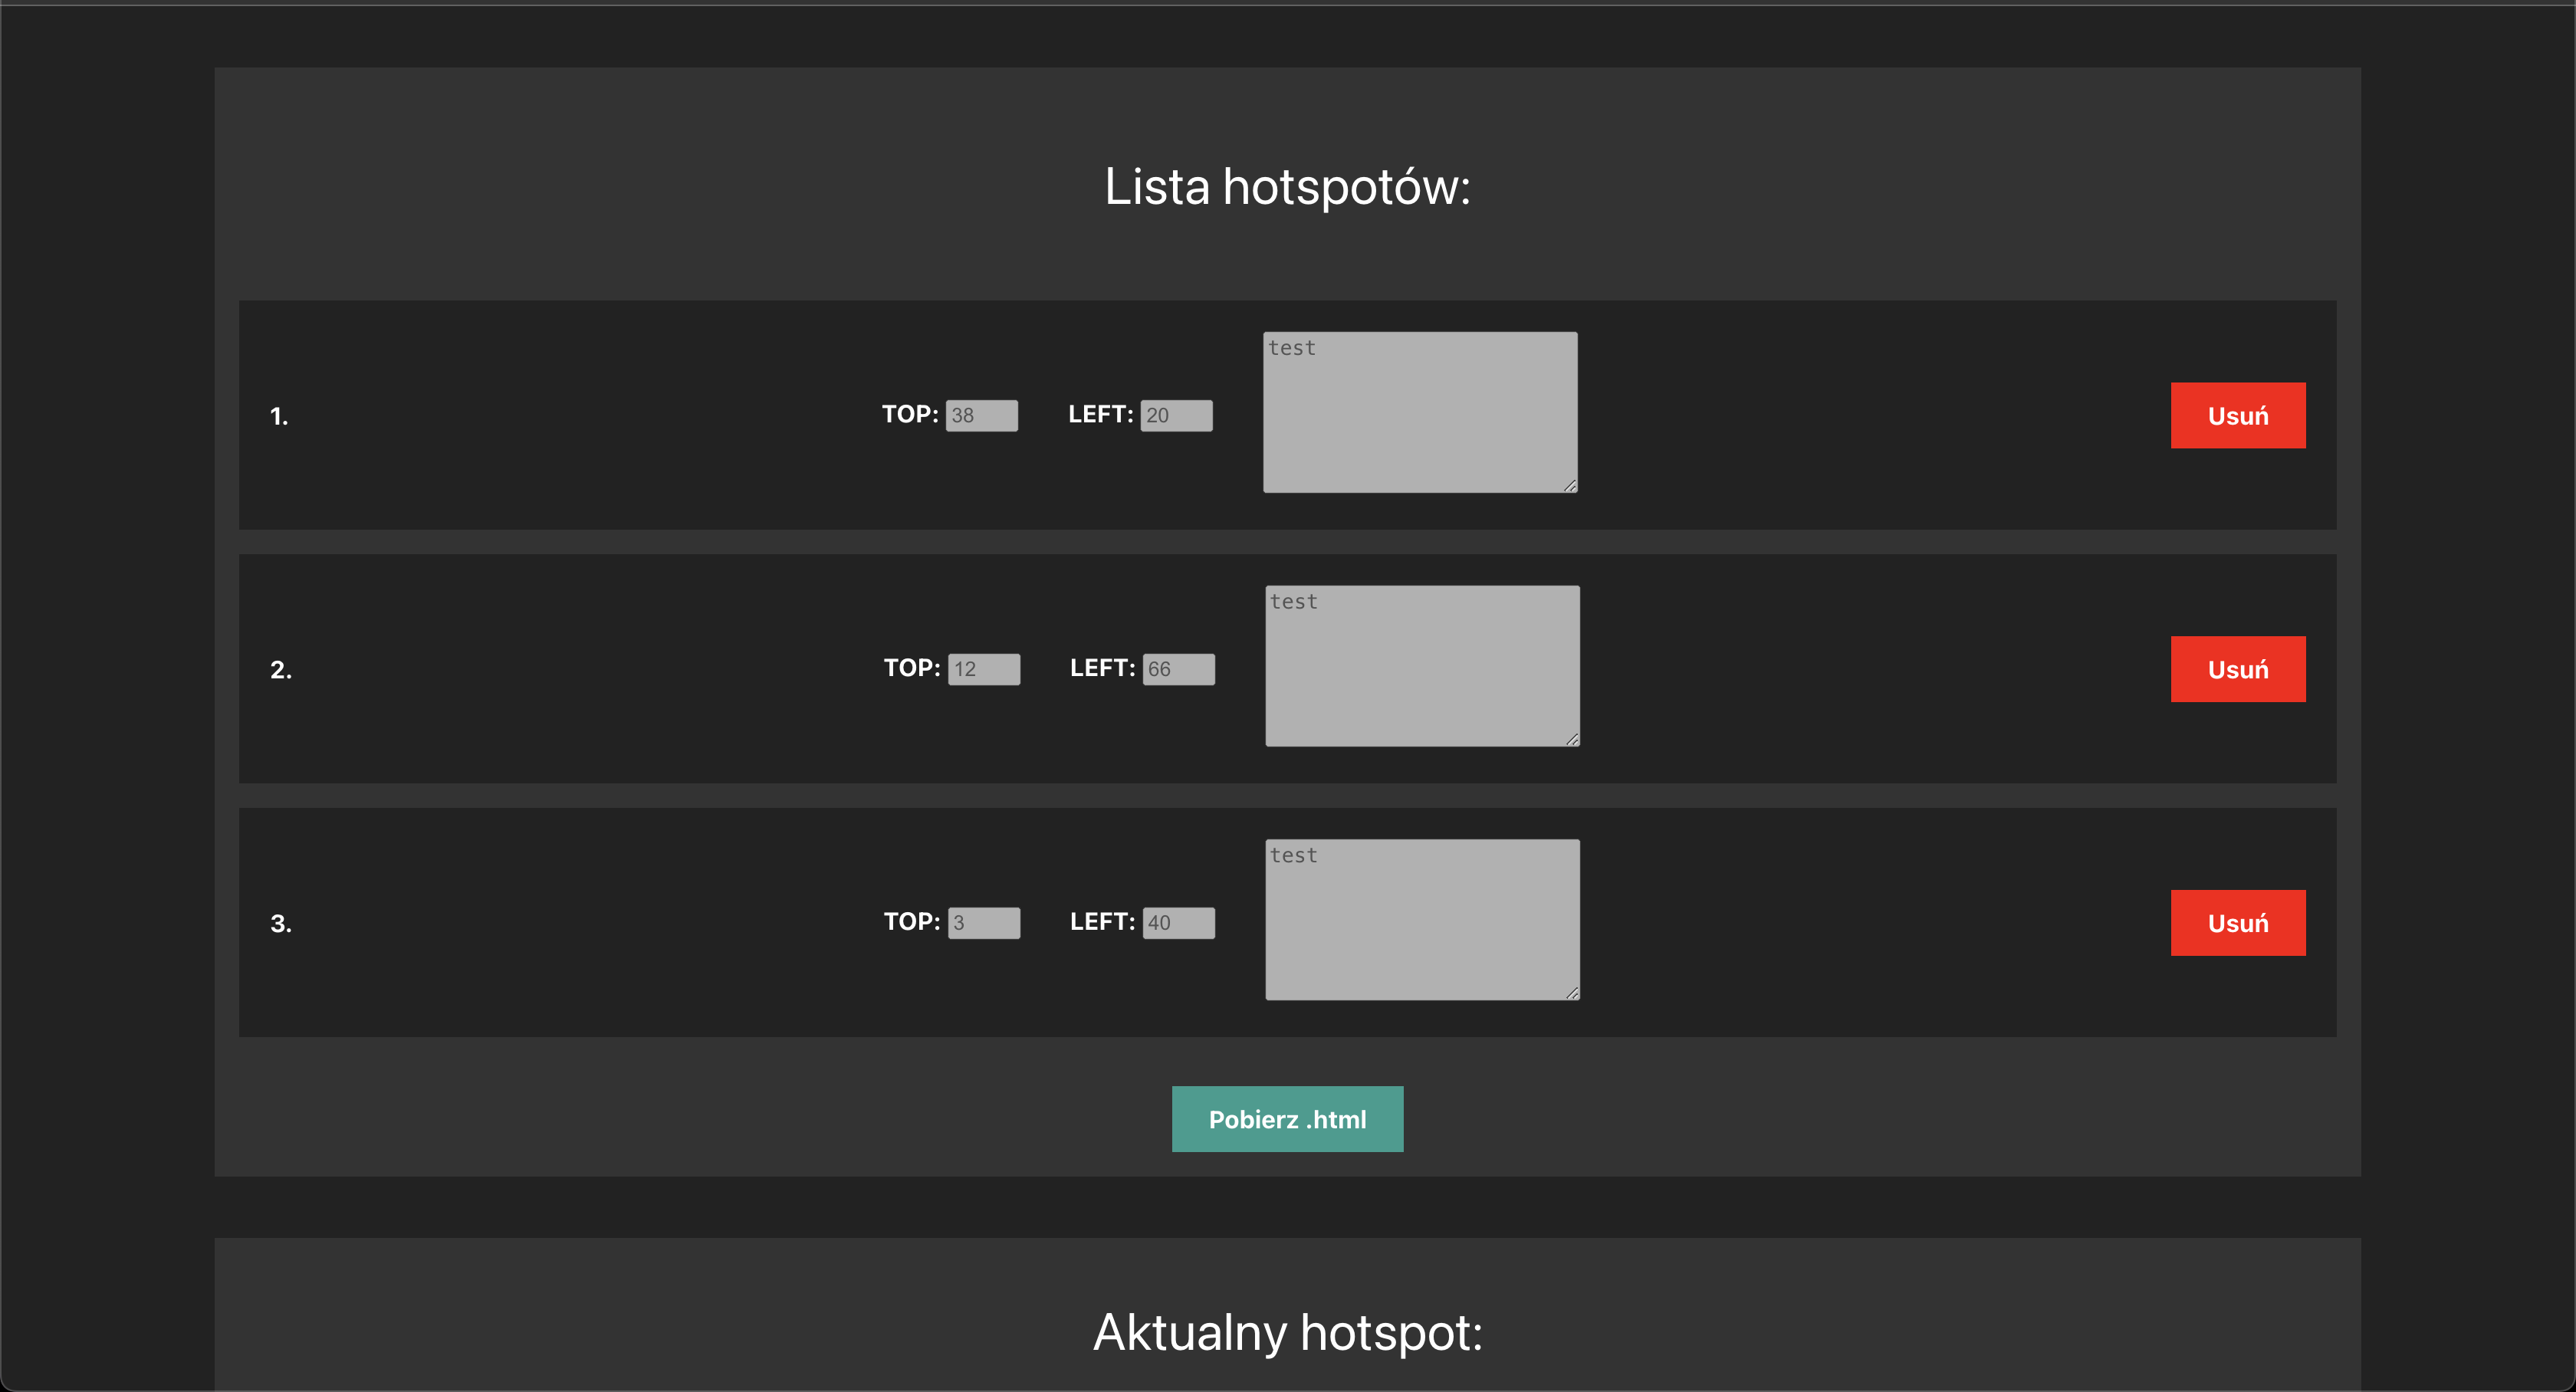 Lista hotspotów:
1. TOP: 38 LEFT: 20 test Usuń
2. TOP: 12 LEFT: 66 test Usuń
3. TOP: 3 LEFT: 40 test Usuń
Pobierz .html
Aktualny hotspot: